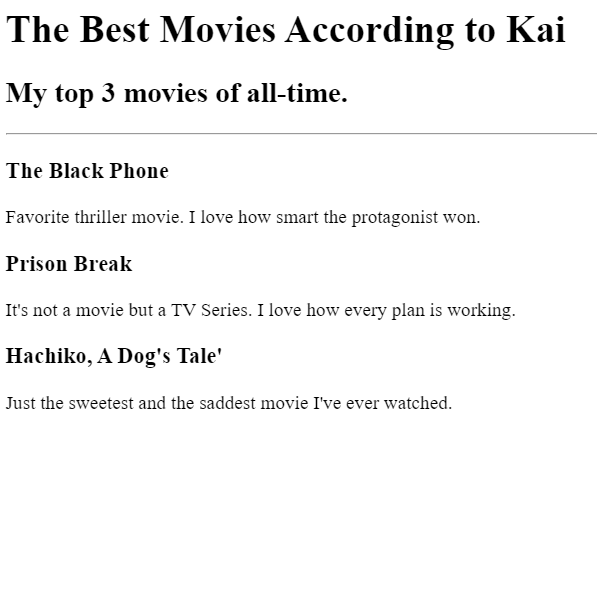 The Best Movies According to Kai
My top 3 movies of all-time.
The Black Phone
Favorite thriller movie. I love how smart the protagonist won.
Prison Break
It's not a movie but a TV Series. I love how every plan is working.
Hachiko, A Dog's Tale'
Just the sweetest and the saddest movie I've ever watched.